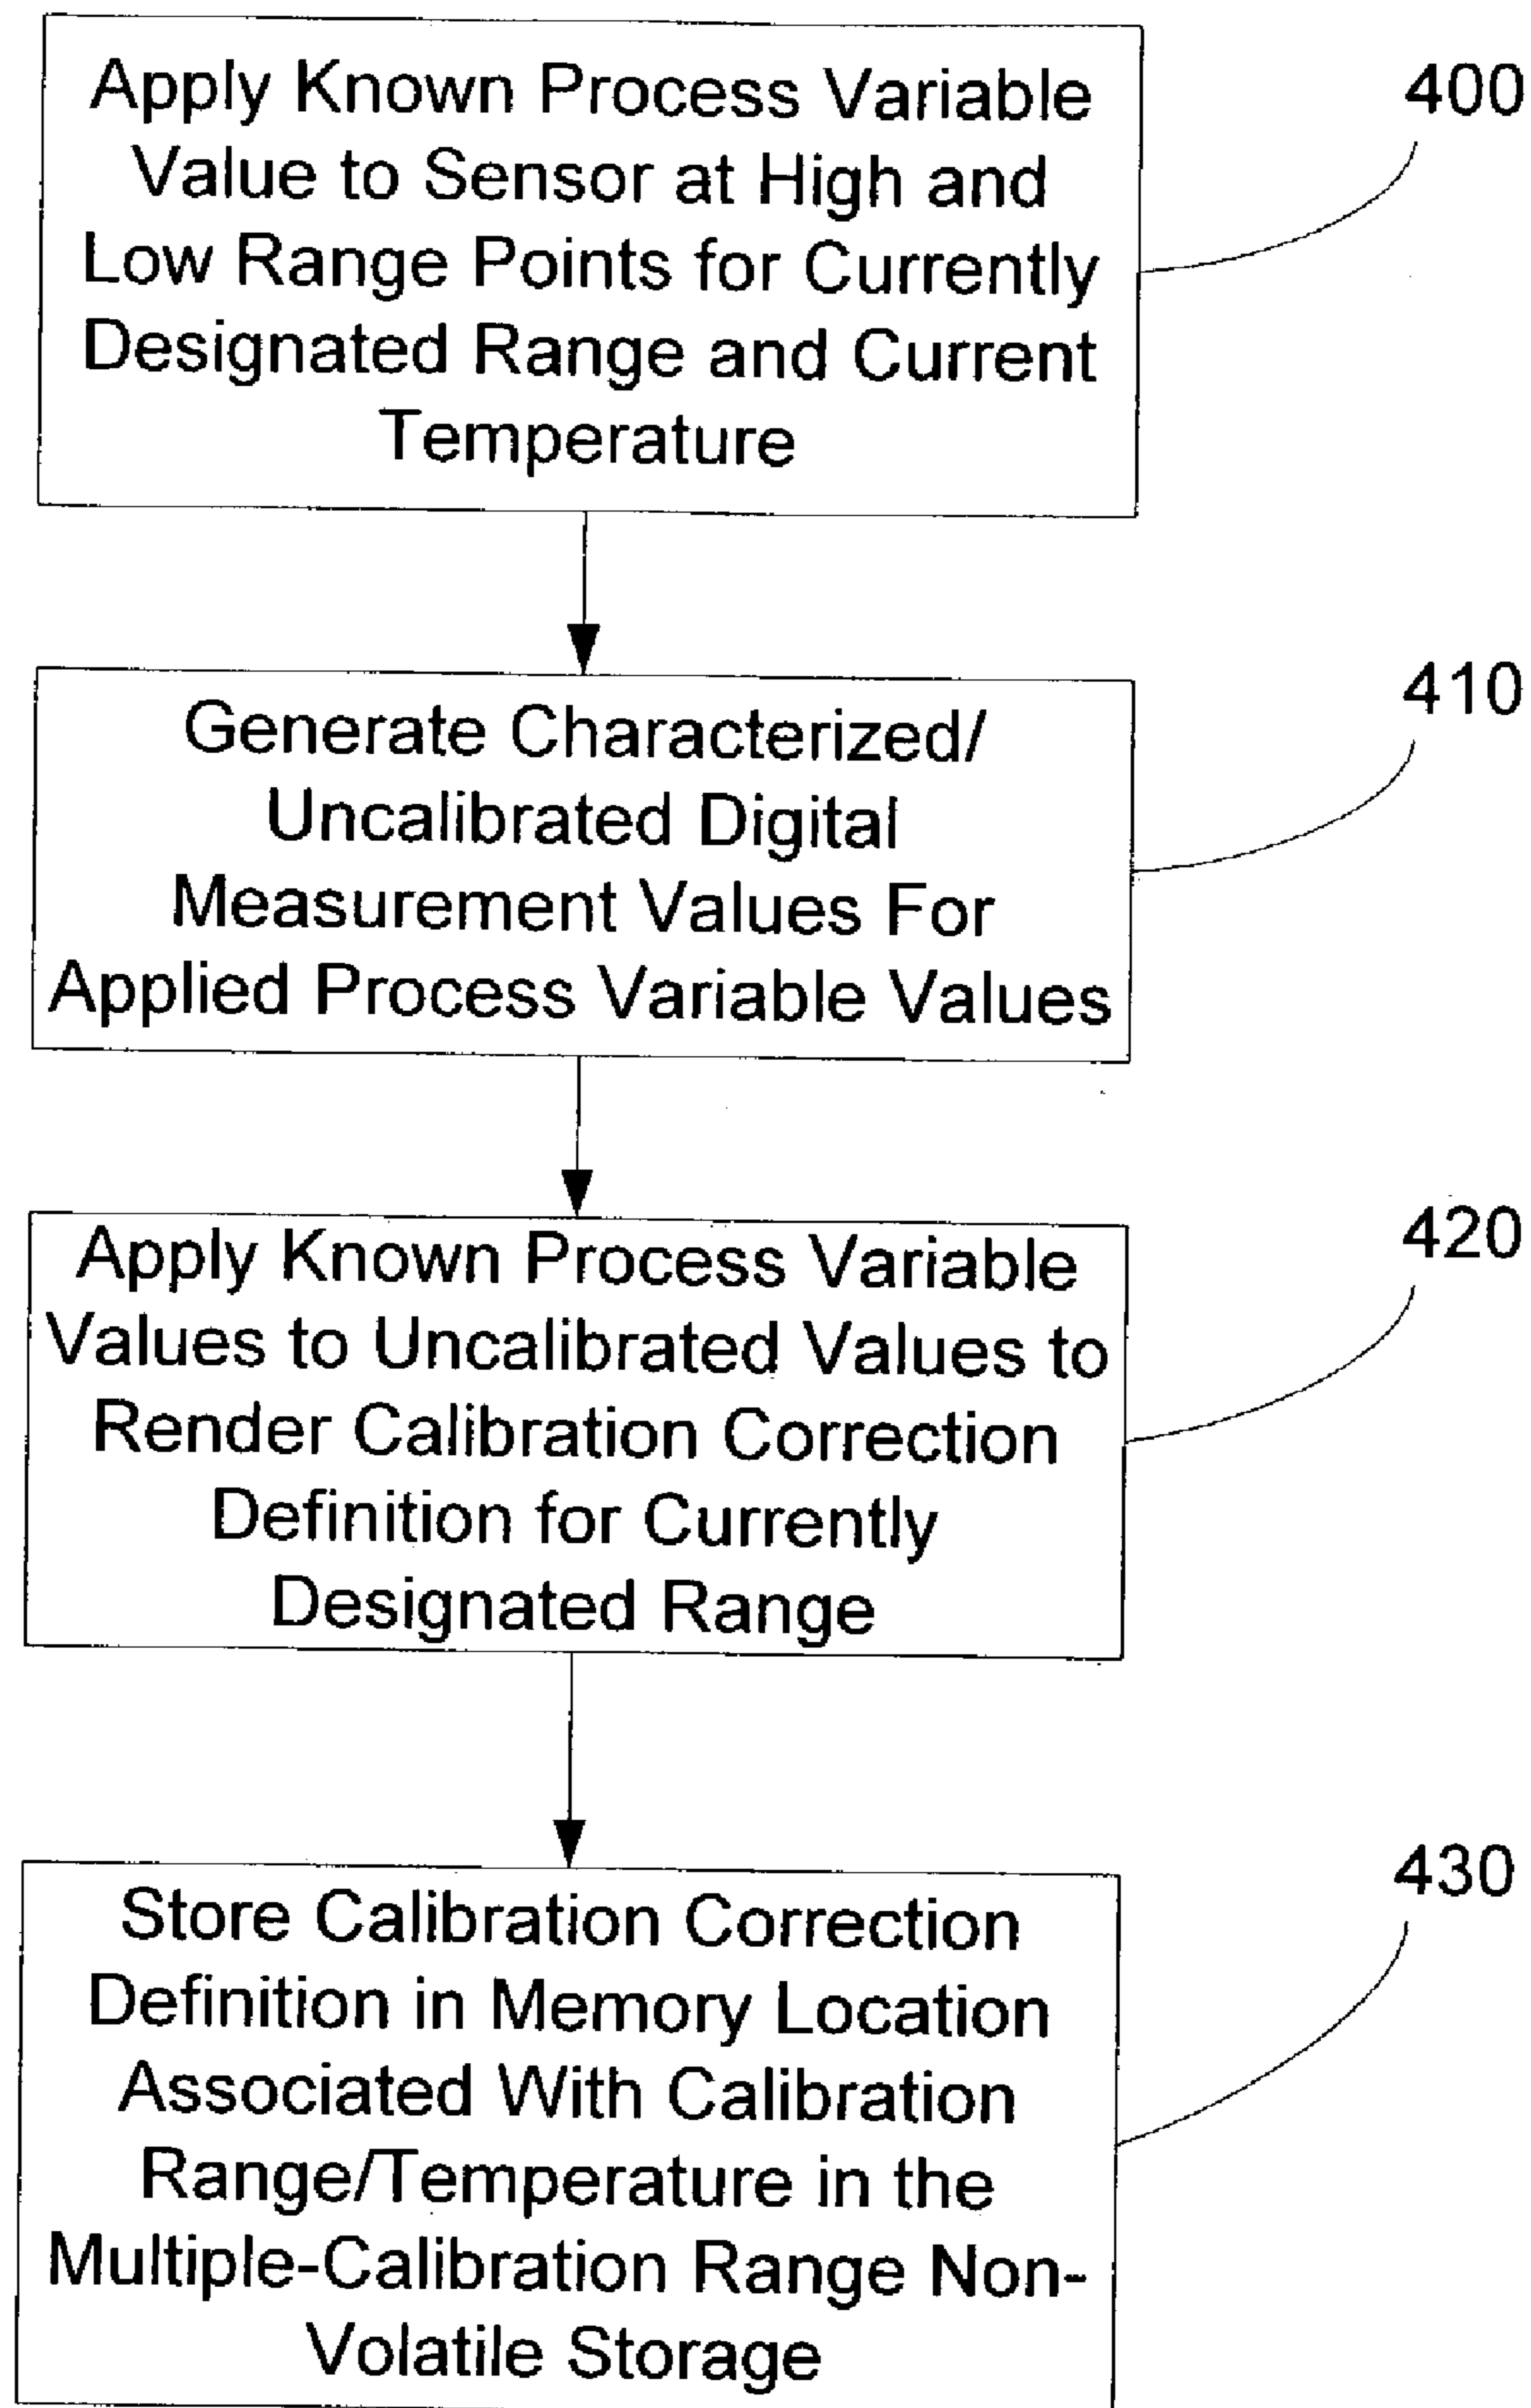 Apply Known Process Variable
Value to Sensor at High and
Low Range Points for Currently
Designated Range and Current
Temperature
400
Generate Characterized/
Uncalibrated Digital
Measurement Values For
Applied Process Variable Values
410
Apply Known Process Variable
Values to Uncalibrated Values to
Render Calibration Correction
Definition for Currently
Designated Range
420
Store Calibration Correction
Definition in Memory Location
Associated With Calibration
Range/Temperature in the
Multiple-Calibration Range Non-
Volatile Storage
430